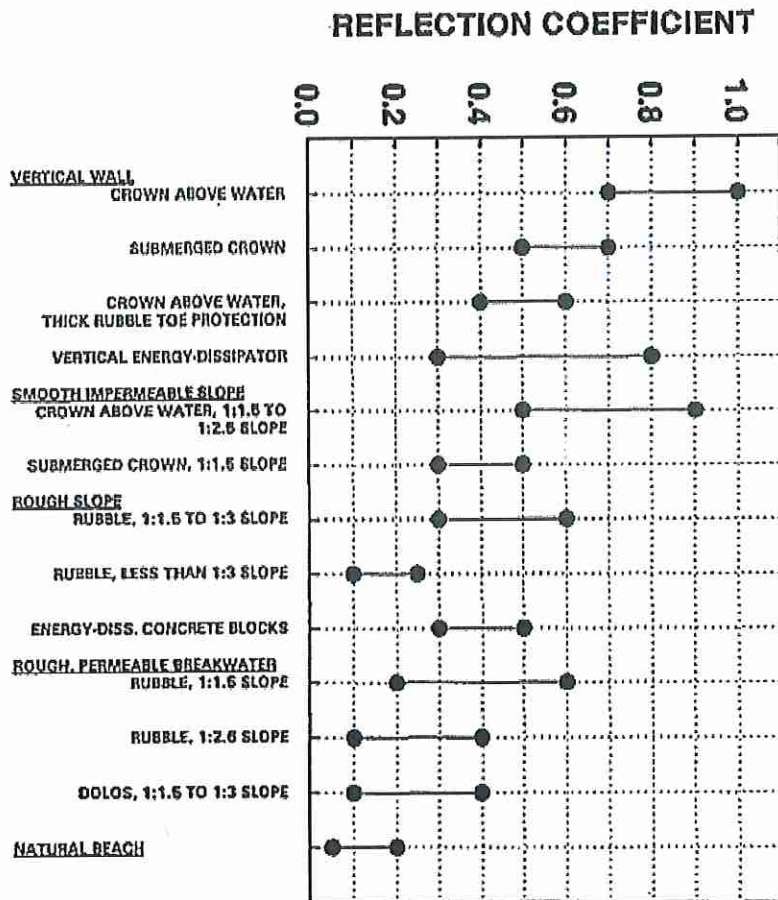 REFLECTION COEFFICIENT
0.0
0.2
0.4
0.6
0.8
1.0
VERTICAL WALL
CROWN ABOVE WATER
SUBMERGED CROWN
CROWN ABOVE WATER,
THICK RUBBLE TOE PROTECTION
VERTICAL ENERGY-DISSIPATOR
SMOOTH IMPERMEABLE SLOPE
CROWN ABOVE WATER, 1:1.5 TO
1:2.5 SLOPE
SUBMERGED CROWN, 1:1.5 SLOPE
ROUGH SLOPE
RUBBLE, 1:1.5 TO 1:3 SLOPE
RUBBLE, LESS THAN 1:3 SLOPE
ENERGY-DISS. CONCRETE BLOCKS
ROUGH, PERMEABLE BREAKWATER
RUBBLE, 1:1.5 SLOPE
RUBBLE, 1:2.5 SLOPE
DOLOS, 1:1.5 TO 1:3 SLOPE
NATURAL BEACH